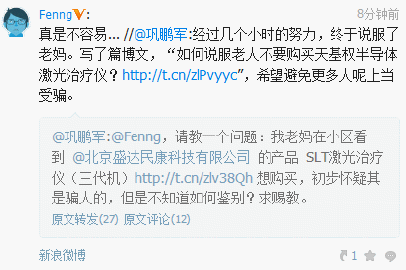 Fenng:
8分钟前
真是不容易... //@巩鹏军:经过几个小时的努力，终于说服了
老妈。写了篇博文，“如何说服老人不要购买天基权半导体
激光治疗仪？http://t.cn/zlPvyyc”，希望避免更多人呢上当
受骗。
@巩鹏军:@Fenng，请教一个问题：我老妈在小区看
到 @北京盛达民康科技有限公司 的产品 SLT激光治疗
仪（三代机）http://t.cn/zlv38Qh 想购买，初步怀疑其
是骗人的，但是不知道如何鉴别？求赐教。
原文转发(27) 原文评论(12)
新浪微博
1